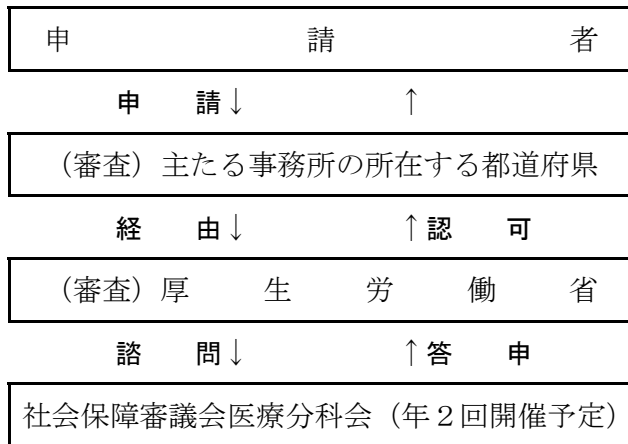 申請者
申請↓ ↑
（審査）主たる事務所の所在する都道府県
経由↓ ↑認可
（審査）厚生労働省
諮問↓ ↑答申
社会保障審議会医療分科会（年２回開催予定）